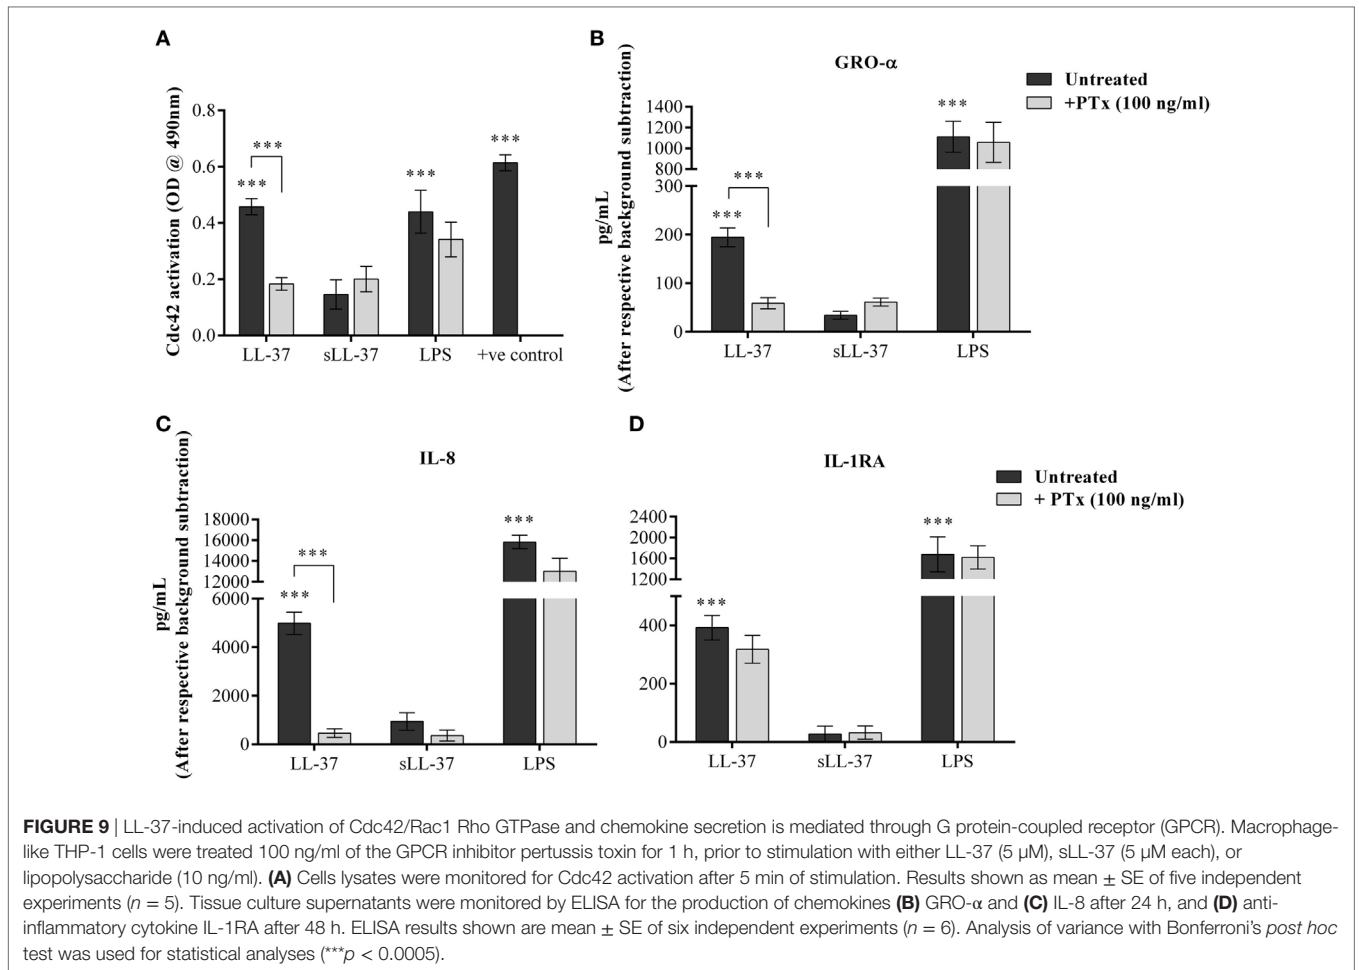 A
Cdc42 activation (OD @ 490nm)
0.8
0.6
0.4
0.2
0.0
***
***
***
***
LL-37
sLL-37
LPS
+ve control
B
GRO-α
Untreated
+PTx (100 ng/ml)
pg/mL
(After respective background subtraction)
1400
1200
1000
800
300
200
100
0
***
***
***
LL-37
sLL-37
LPS
C
IL-8
pg/mL
(After respective background subtraction)
18000
16000
14000
12000
6000
4000
2000
0
***
***
***
LL-37
sLL-37
LPS
D
IL-1RA
Untreated
+ PTx (100 ng/ml)
2400
2000
1600
1200
400
200
0
***
***
LL-37
sLL-37
LPS
FIGURE 9 | LL-37-induced activation of Cdc42/Rac1 Rho GTPase and chemokine secretion is mediated through G protein-coupled receptor (GPCR). Macrophage-
like THP-1 cells were treated 100 ng/ml of the GPCR inhibitor pertussis toxin for 1 h, prior to stimulation with either LL-37 (5 µM), sLL-37 (5 µM each), or
lipopolysaccharide (10 ng/ml). (A) Cells lysates were monitored for Cdc42 activation after 5 min of stimulation. Results shown as mean ± SE of five independent
experiments (n = 5). Tissue culture supernatants were monitored by ELISA for the production of chemokines (B) GRO-α and (C) IL-8 after 24 h, and (D) anti-
inflammatory cytokine IL-1RA after 48 h. ELISA results shown are mean ± SE of six independent experiments (n = 6). Analysis of variance with Bonferroni's post hoc
test was used for statistical analyses (***p < 0.0005).